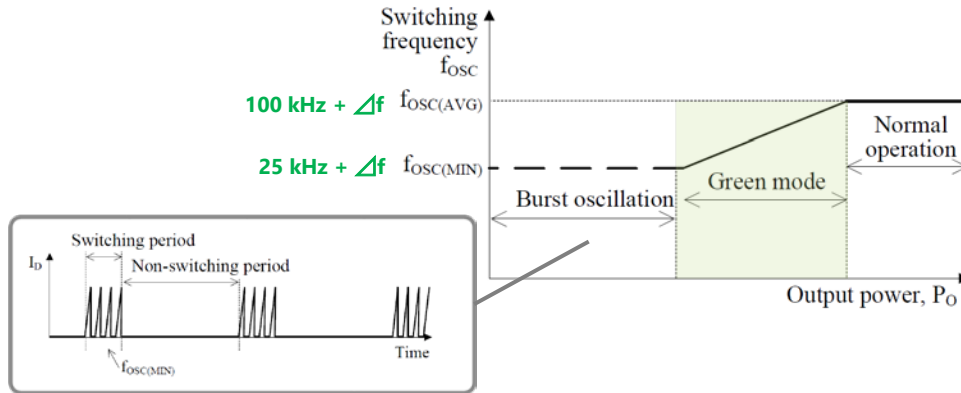 Switching
frequency
fOSC
100 kHz + ⊿f fOSC(AVG)
25 kHz + ⊿f fOSC(MIN)
Normal
operation
Green mode
Burst oscillation
Output power, PO
Switching period
ID
Non-switching period
Time
fOSC(MIN)